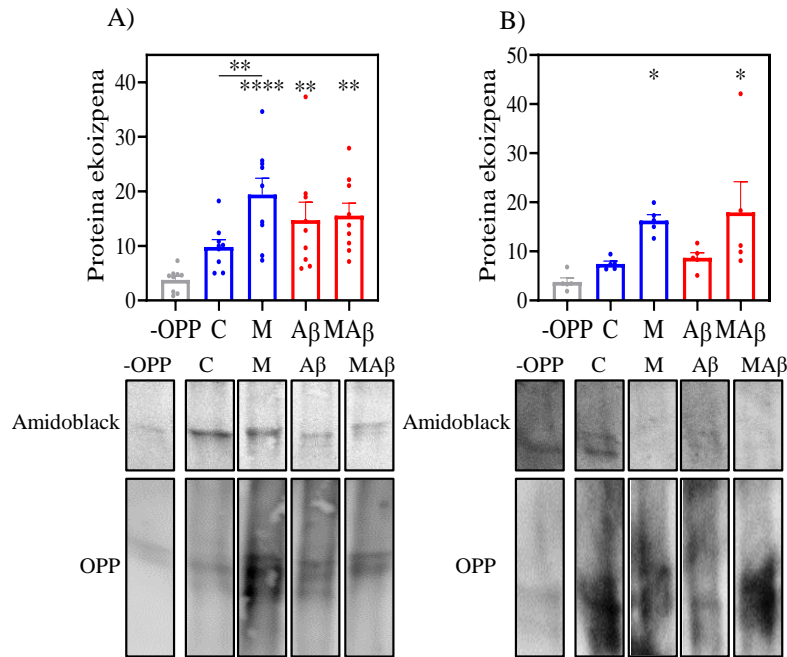 A)
Proteina ekoizpena
40
30
20
10
0
**
**** ** **
-OPP C M Aβ MAβ
-OPP C M Aβ MAβ
Amidoblack
OPP
B)
Proteina ekoizpena
50
40
30
20
10
0
* *
-OPP C M Aβ MAβ
-OPP C M Aβ MAβ
Amidoblack
OPP